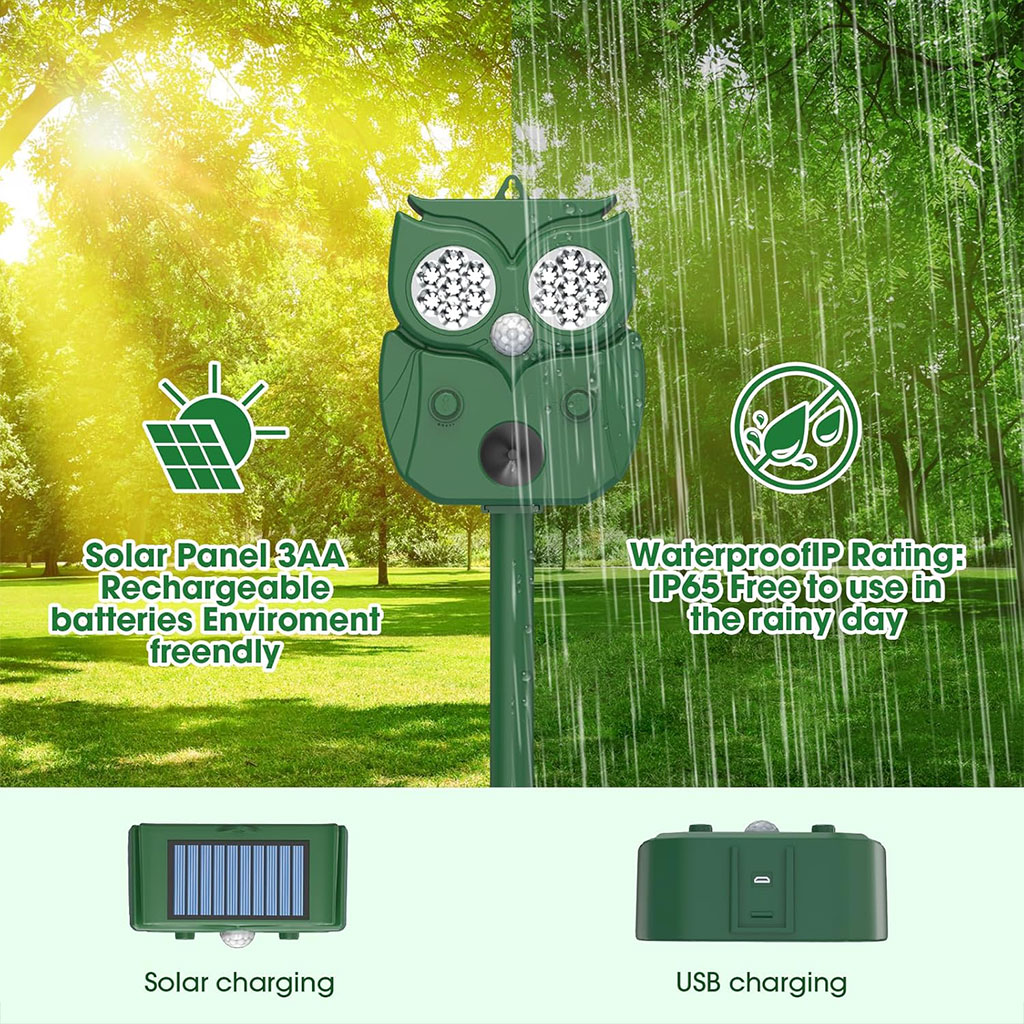 Solar Panel 3AA
Rechargeable
batteries Enviroment
freendly
WaterproofIP Rating:
IP65 Free to use in
the rainy day
Solar charging
USB charging